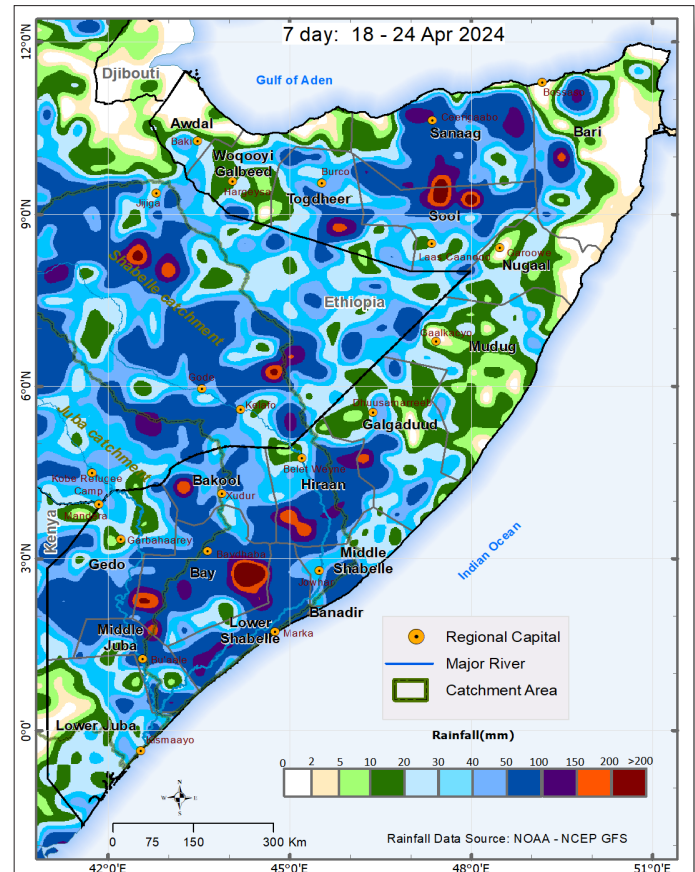 7 day: 18 - 24 Apr 2024
12°0'N
Djibouti
Gulf of Aden
Bossaso
Ceerigaabo
Awdal
Sanaag
Bari
Baki
Woqooyi
Galbeed
Burco
Hargeysa
Togdheer
Jijiga
9°0'N
Sool
Laas Caanood
Garoowe
Nugaal
Shabelle catchment
Ethiopia
Gaalkacyo
Mudug
6°0'N
Gode
Kelafo
Dhuusamarreeb
Galgaduud
Juba catchment
Belet Weyne
Kobe Refugee
Camp
Bakool
Hiraan
Xudur
Mandera
Kenya
Garbahaarey
3°0'N
Gedo
Baydhaba
Bay
Middle
Shabelle
Jowhar
Indian Ocean
Banadir
Lower
Shabelle
Marka
Middle
Juba
Bu'aale
Regional Capital
Major River
Catchment Area
Lower Juba
0°0'
Kismaayo
Rainfall(mm)
0 2 5 10 20 30 40 50 100 150 200 >200
N
W E
S
0 75 150 300 Km
Rainfall Data Source: NOAA - NCEP GFS
42°0'E 45°0'E 48°0'E 51°0'E